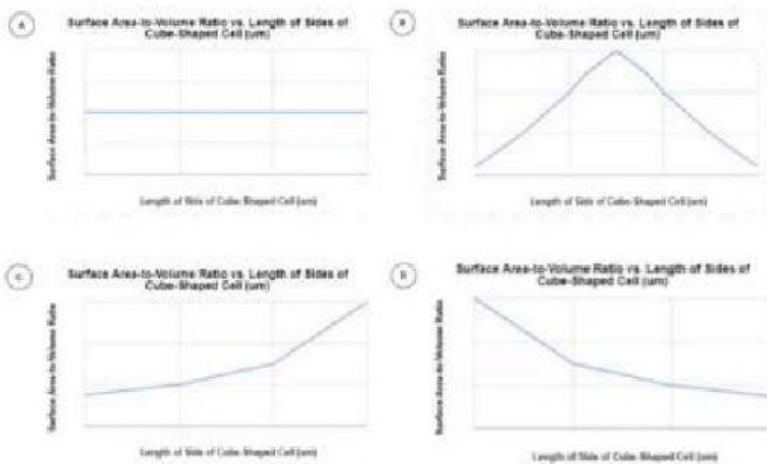 A
Surface Area-to-Volume Ratio vs. Length of Sides of
Cube-Shaped Cell (um)
Surface Area-to-Volume Ratio
Length of Side of Cube-Shaped Cell (um)
B
Surface Area-to-Volume Ratio vs. Length of Sides of
Cube-Shaped Cell (um)
Surface Area-to-Volume Ratio
Length of Side of Cube-Shaped Cell (um)
C
Surface Area-to-Volume Ratio vs. Length of Sides of
Cube-Shaped Cell (um)
Surface Area-to-Volume Ratio
Length of Side of Cube-Shaped Cell (um)
D
Surface Area-to-Volume Ratio vs. Length of Sides of
Cube-Shaped Cell (um)
Surface Area-to-Volume Ratio
Length of Side of Cube-Shaped Cell (um)